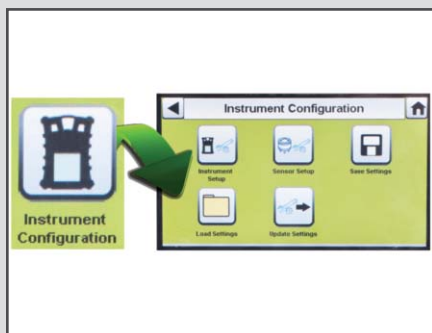 Instrument
Configuration
Instrument Configuration
Instrument
Setup
Sensor Setup
Save Settings
Load Settings
Update Settings